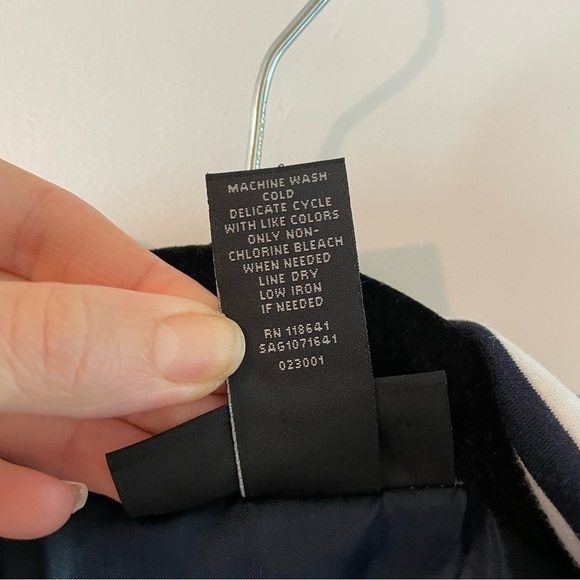 MACHINE WASH
COLD
DELICATE CYCLE
WITH LIKE COLORS
ONLY NON-
CHLORINE BLEACH
WHEN NEEDED
LINE DRY
LOW IRON
IF NEEDED
RN 118641
SAG1071641
023001